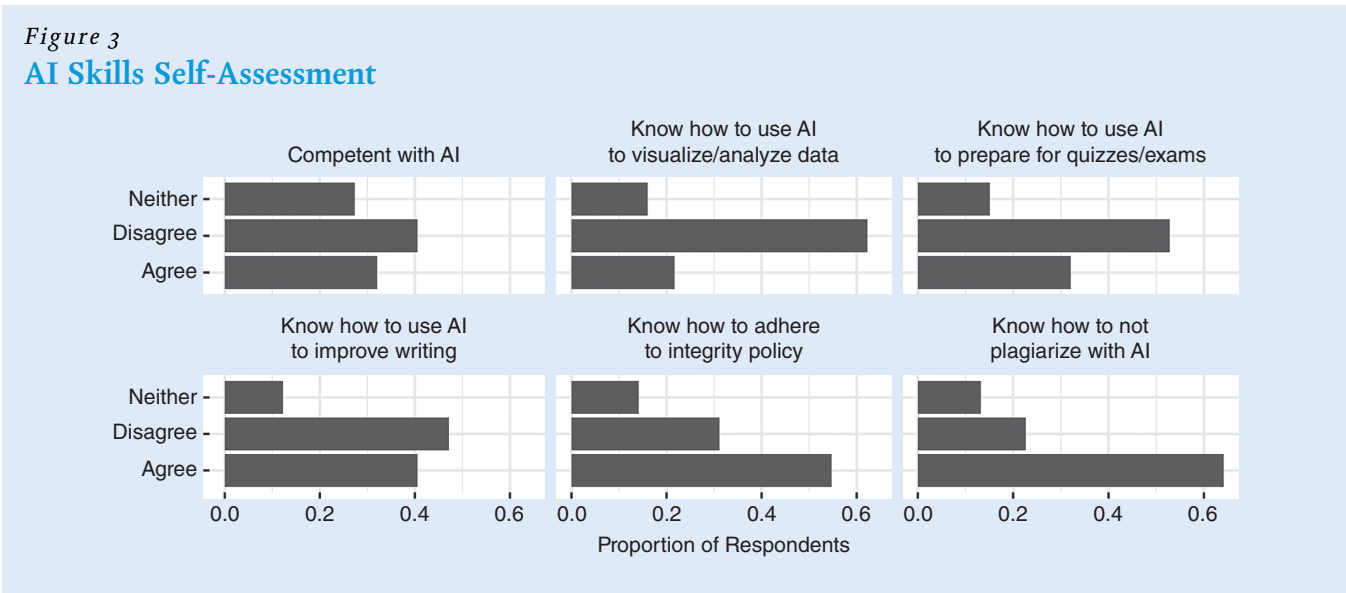 Figure 3
AI Skills Self-Assessment
Competent with AI
Know how to use AI
to visualize/analyze data
Know how to use AI
to prepare for quizzes/exams
Neither
Disagree
Agree
Know how to use AI
to improve writing
Know how to adhere
to integrity policy
Know how to not
plagiarize with AI
Neither
Disagree
Agree
0.0 0.2 0.4 0.6 0.0 0.2 0.4 0.6 0.0 0.2 0.4 0.6
Proportion of Respondents